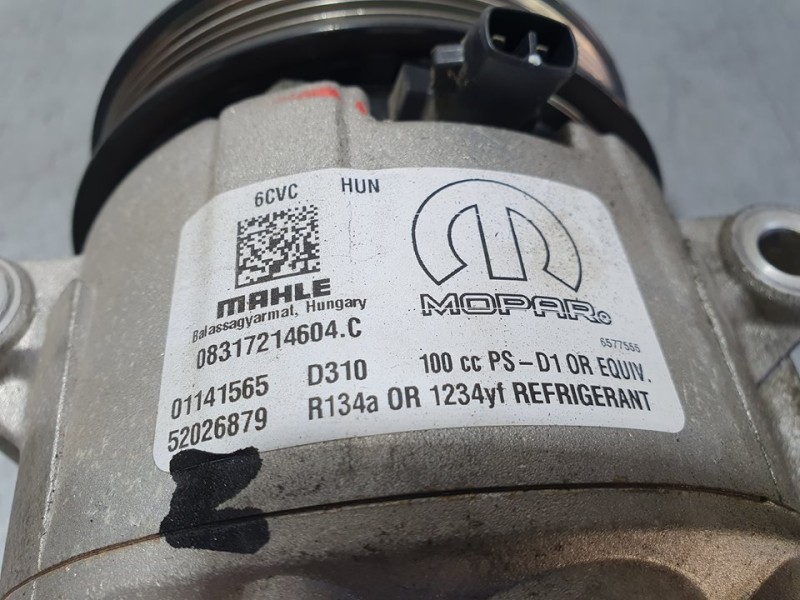 6CVC HUN
MAHLE
Balassagyarmat, Hungary
MOPAR®
08317214604.C
6577555
01141565 D310 100 cc PS-D1 OR EQUIV.
52026879 R134a OR 1234yf REFRIGERANT